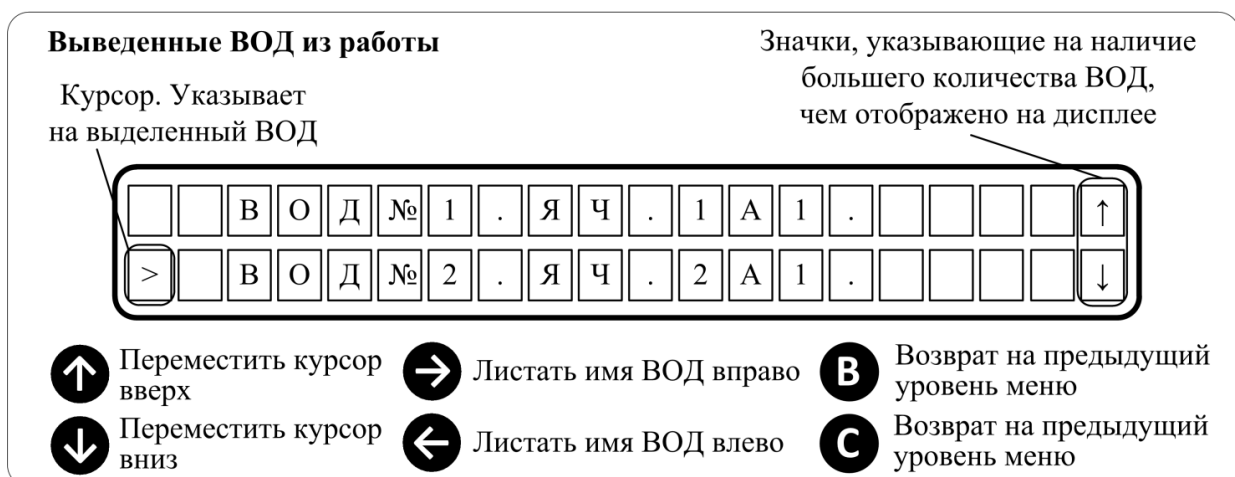 Выведенные ВОД из работы
Значки, указывающие на наличие
большего количества ВОД,
чем отображено на дисплее
Курсор. Указывает
на выделенный ВОД
ВОД№1.ЯЧ.1А1. ↑
> ВОД№2.ЯЧ.2А1. ↓
↑ Переместить курсор
вверх
→ Листать имя ВОД вправо
B Возврат на предыдущий
уровень меню
↓ Переместить курсор
вниз
← Листать имя ВОД влево
C Возврат на предыдущий
уровень меню